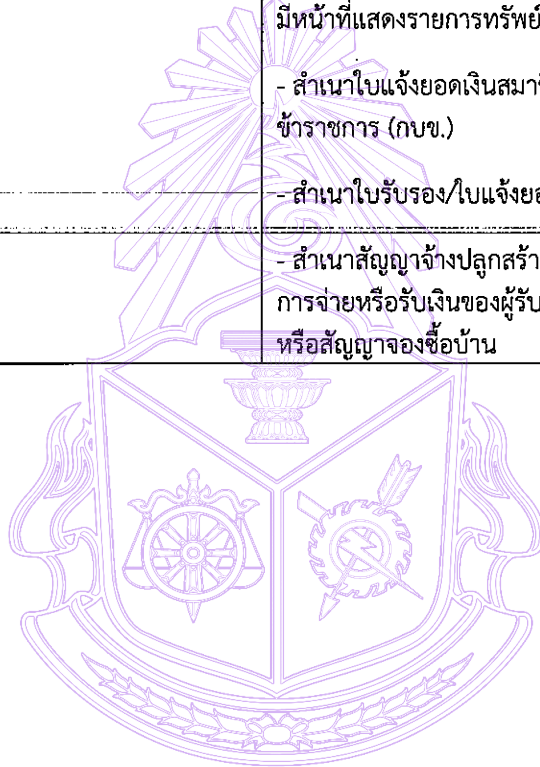 มีหน้าที่แสดงรายการทรัพย์
- สำเนาใบแจ้งยอดเงินสมาชิ
ข้าราชการ (กบข.)
- สำเนาใบรับรอง/ใบแจ้งยอ
- สำเนาสัญญาจ้างปลูกสร้า
การจ่ายหรือรับเงินของผู้รับ
หรือสัญญาจองซื้อบ้าน